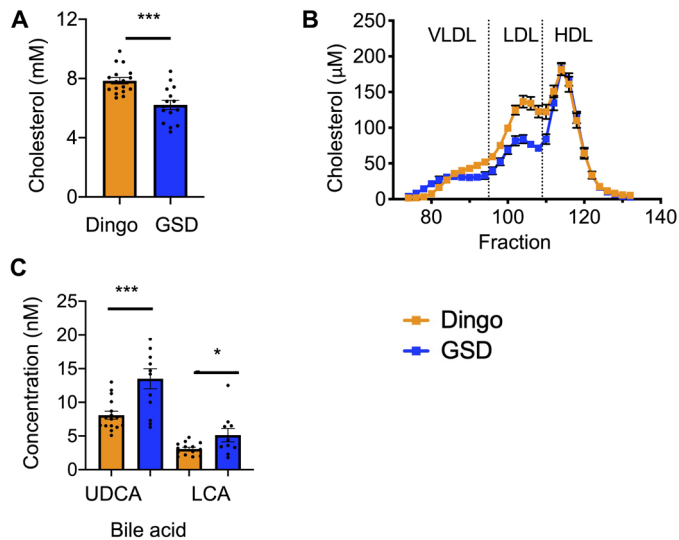 A
***
Cholesterol (mM)
12
8
4
0
Dingo GSD
B
VLDL LDL HDL
Cholesterol (µM)
250
200
150
100
50
0
80 100 120 140
Fraction
C
***
*
Concentration (nM)
25
20
15
10
5
0
UDCA LCA
Bile acid
Dingo
GSD